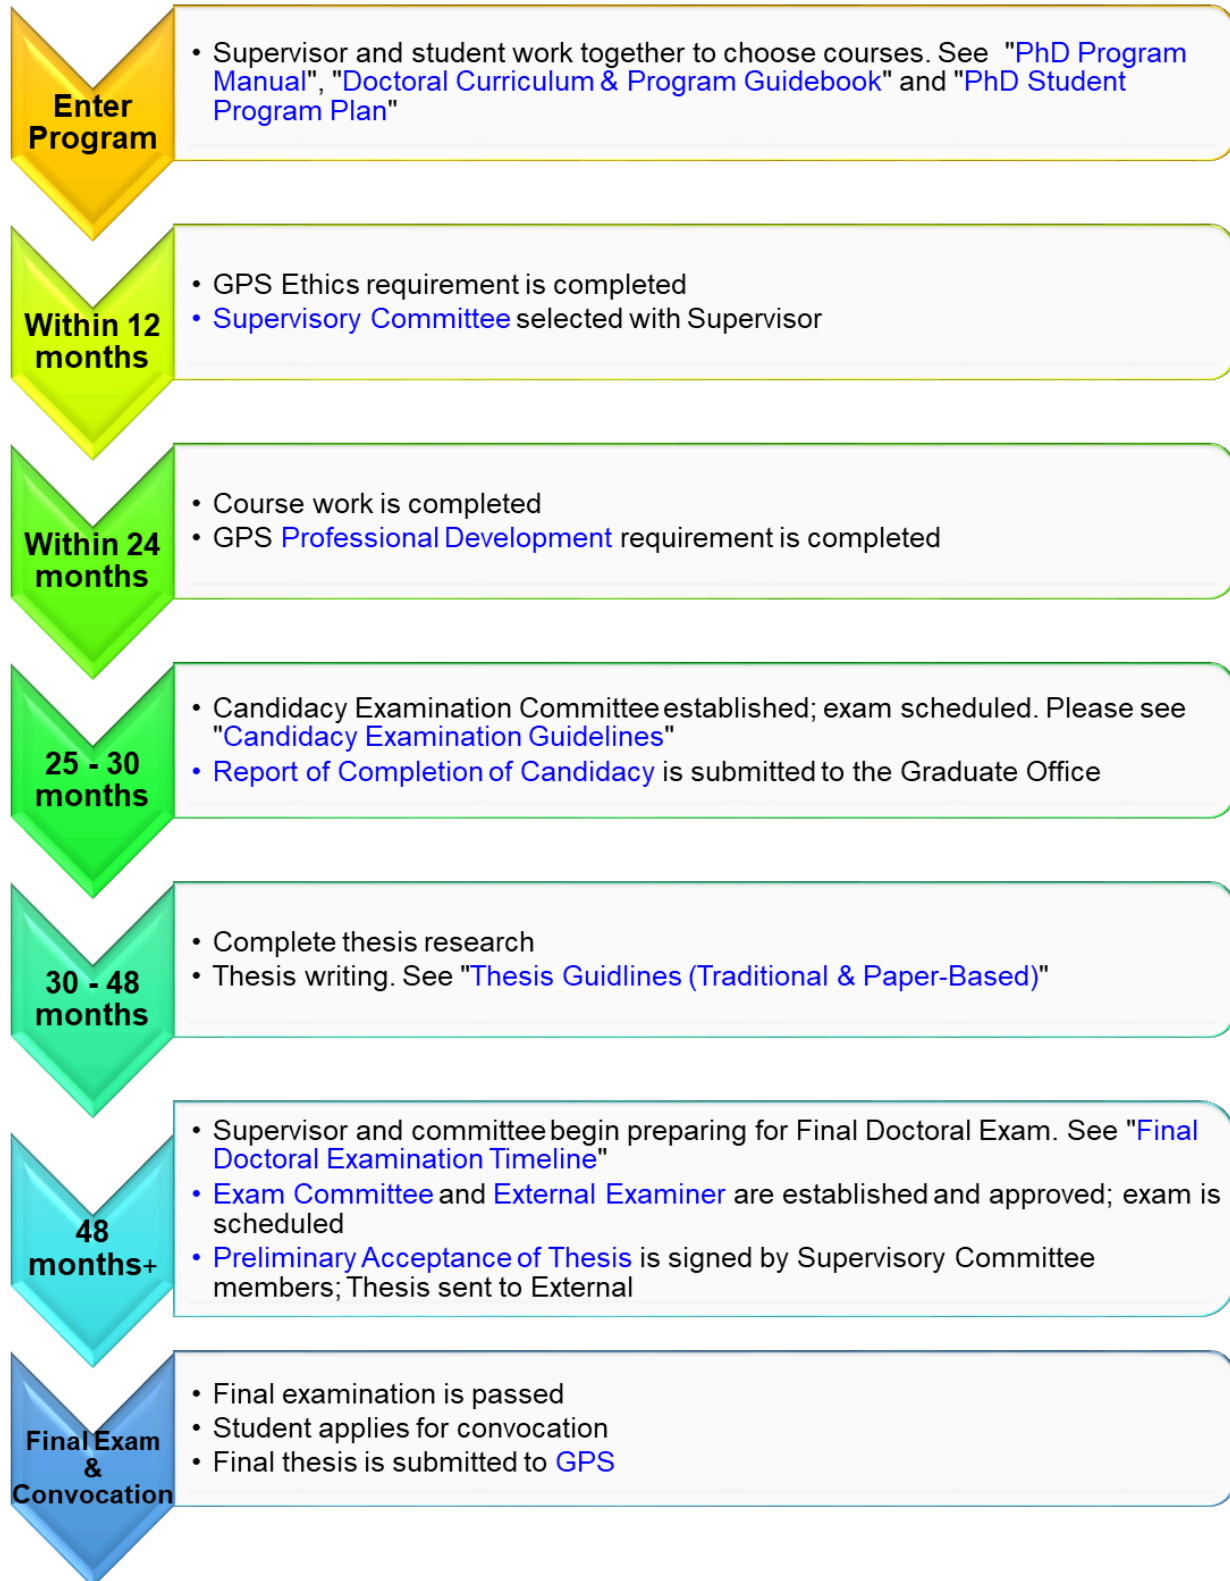 Enter
Program
• Supervisor and student work together to choose courses. See "PhD Program
Manual", "Doctoral Curriculum & Program Guidebook" and "PhD Student
Program Plan"
Within 12
months
• GPS Ethics requirement is completed
• Supervisory Committee selected with Supervisor
Within 24
months
• Course work is completed
• GPS Professional Development requirement is completed
25 - 30
months
• Candidacy Examination Committee established; exam scheduled. Please see
"Candidacy Examination Guidelines"
• Report of Completion of Candidacy is submitted to the Graduate Office
30 - 48
months
• Complete thesis research
• Thesis writing. See "Thesis Guidlines (Traditional & Paper-Based)"
48
months+
• Supervisor and committee begin preparing for Final Doctoral Exam. See "Final
Doctoral Examination Timeline"
• Exam Committee and External Examiner are established and approved; exam is
scheduled
• Preliminary Acceptance of Thesis is signed by Supervisory Committee
members; Thesis sent to External
Final Exam
&
Convocation
• Final examination is passed
• Student applies for convocation
• Final thesis is submitted to GPS